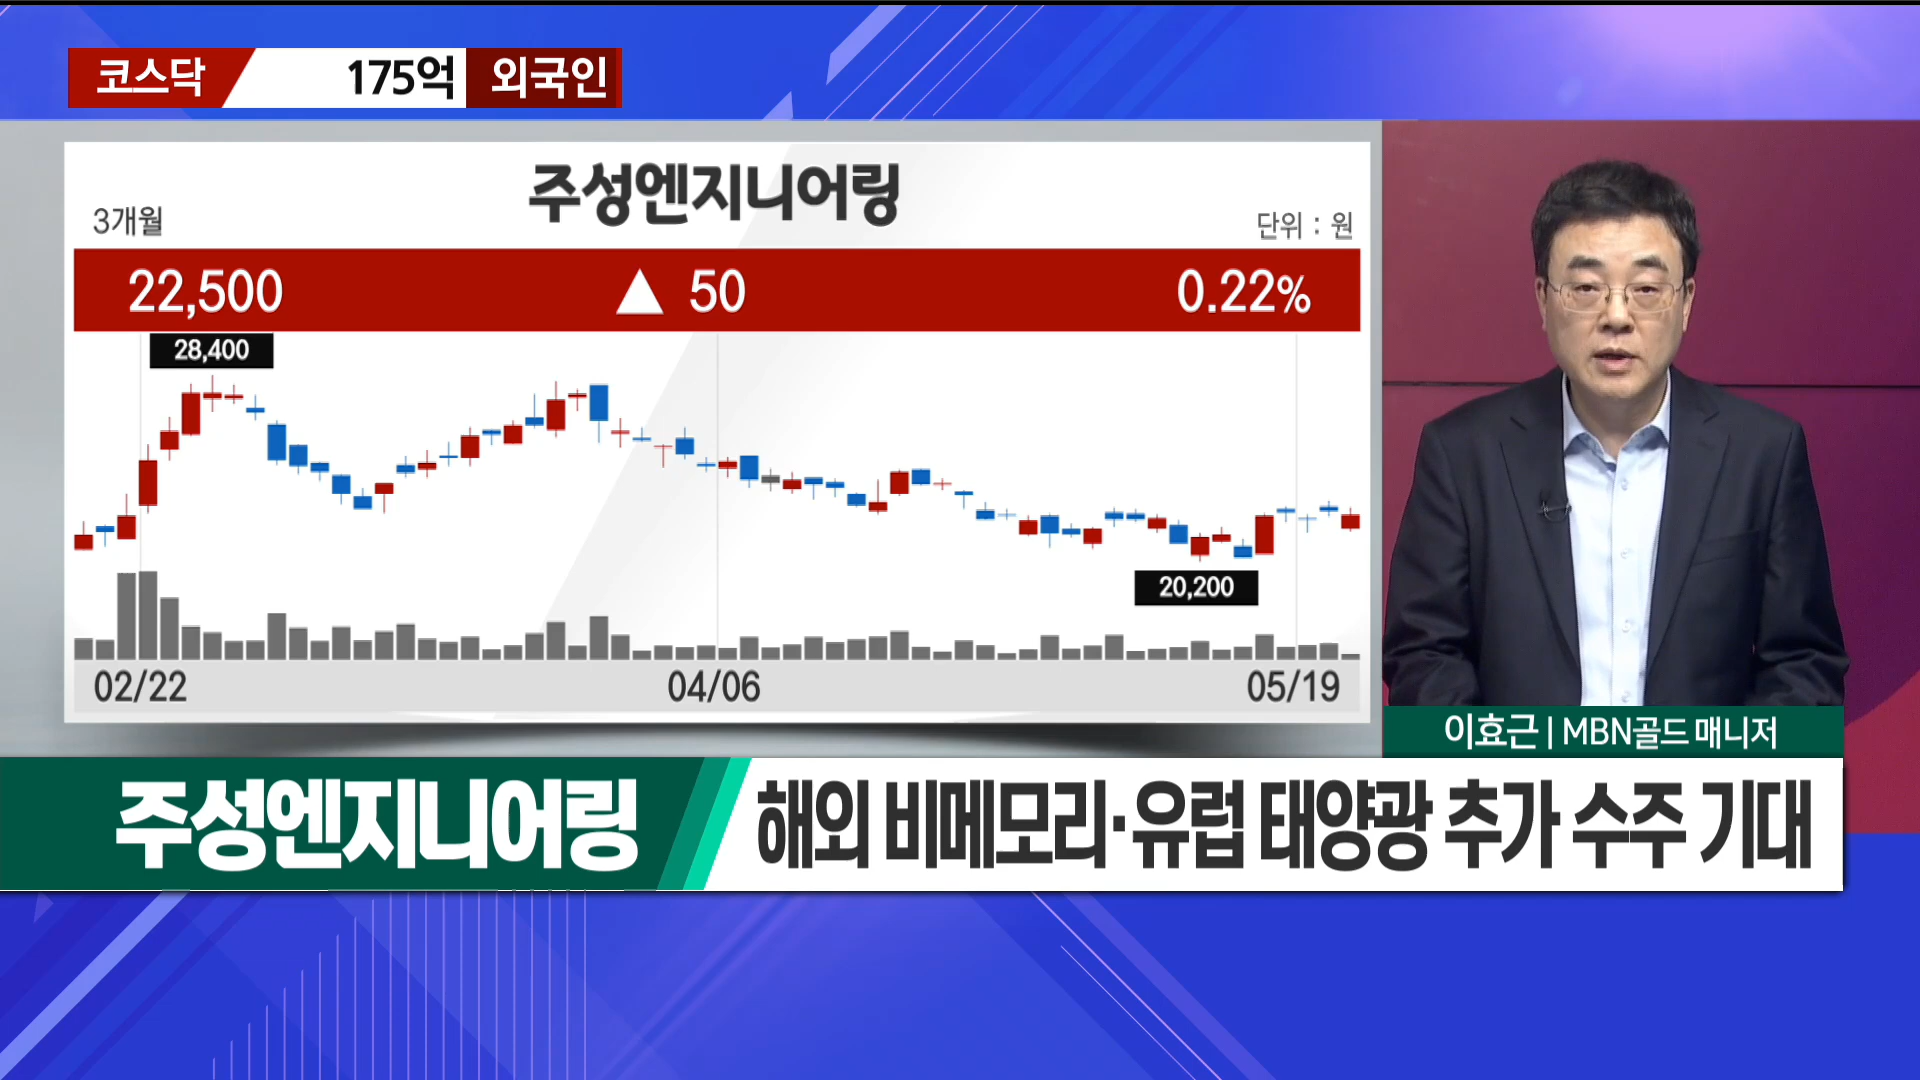 코스닥 175억 외국인
주성엔지니어링
3개월
단위 : 원
22,500 ▲ 50 0.22%
28,400
20,200
02/22 04/06 05/19
이효근 | MBN골드 매니저
주성엔지니어링 해외 비메모리·유럽 태양광 추가 수주 기대